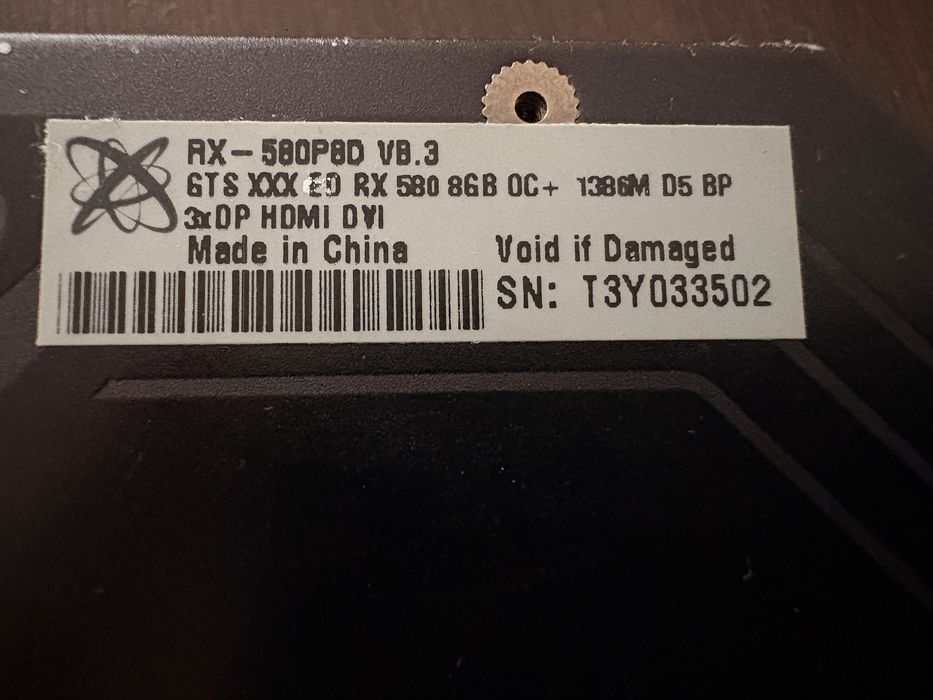 RX-580P8D V8.3
GTS XXX ED RX 580 8GB OC+ 1386M D5 BP
3xDP HDMI DVI
Made in China Void if Damaged
SN: T3Y033502